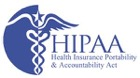 HIPAA
Health Insurance Portability
& Accountability Act